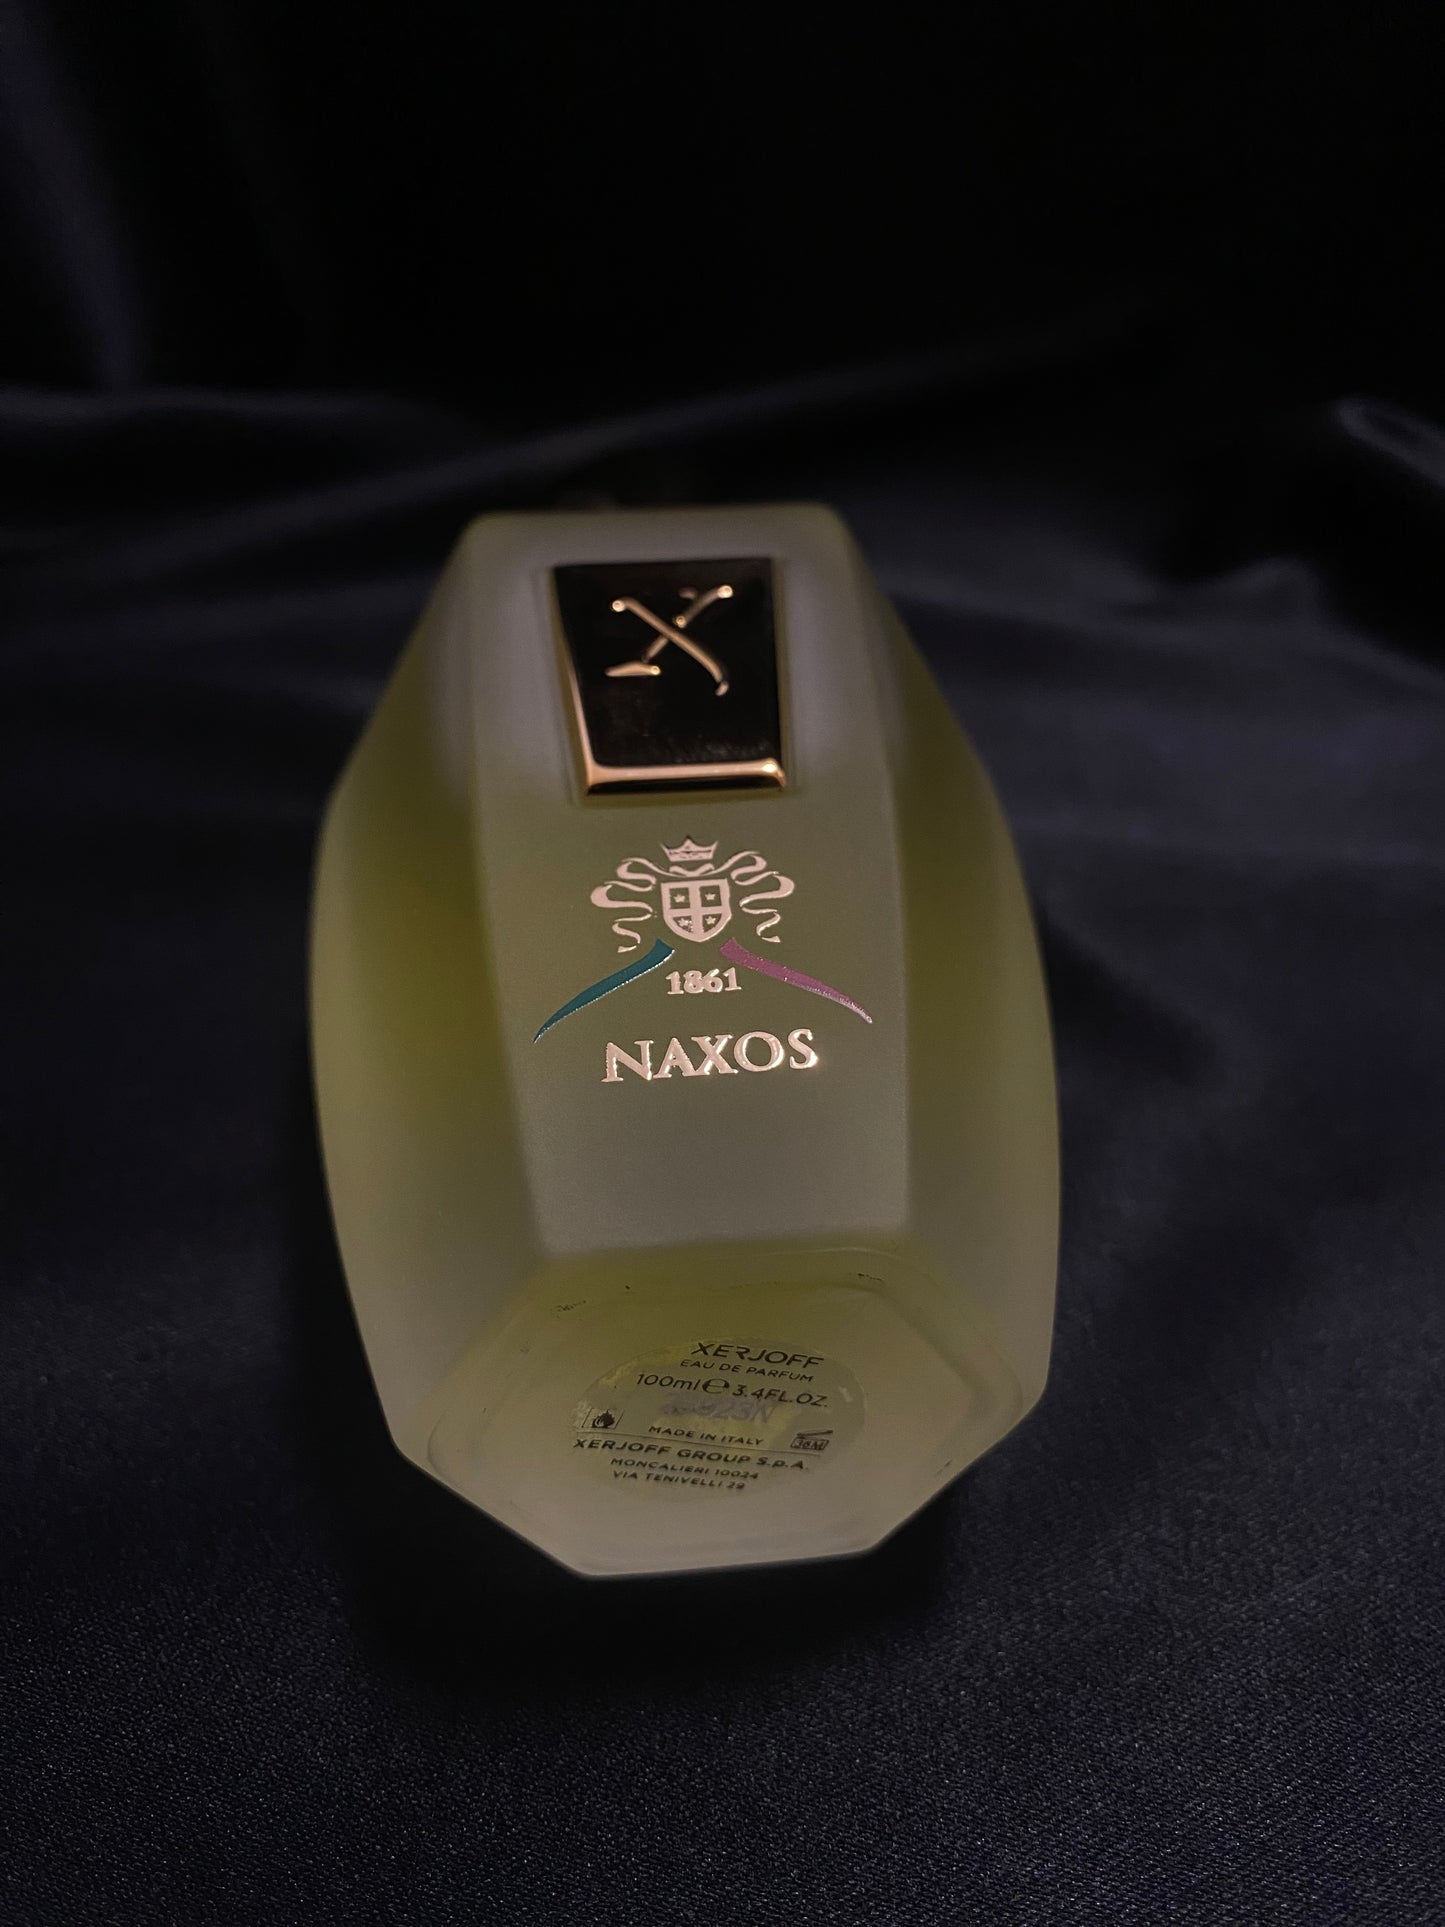 X
1861
NAXOS
XERJOFF
EAU DE PARFUM
100ml ℮ 3.4FL.OZ.
MADE IN ITALY
36M
XERJOFF GROUP S.p.A.
MONCALIERI 10024
VIA TENIVELLI 29